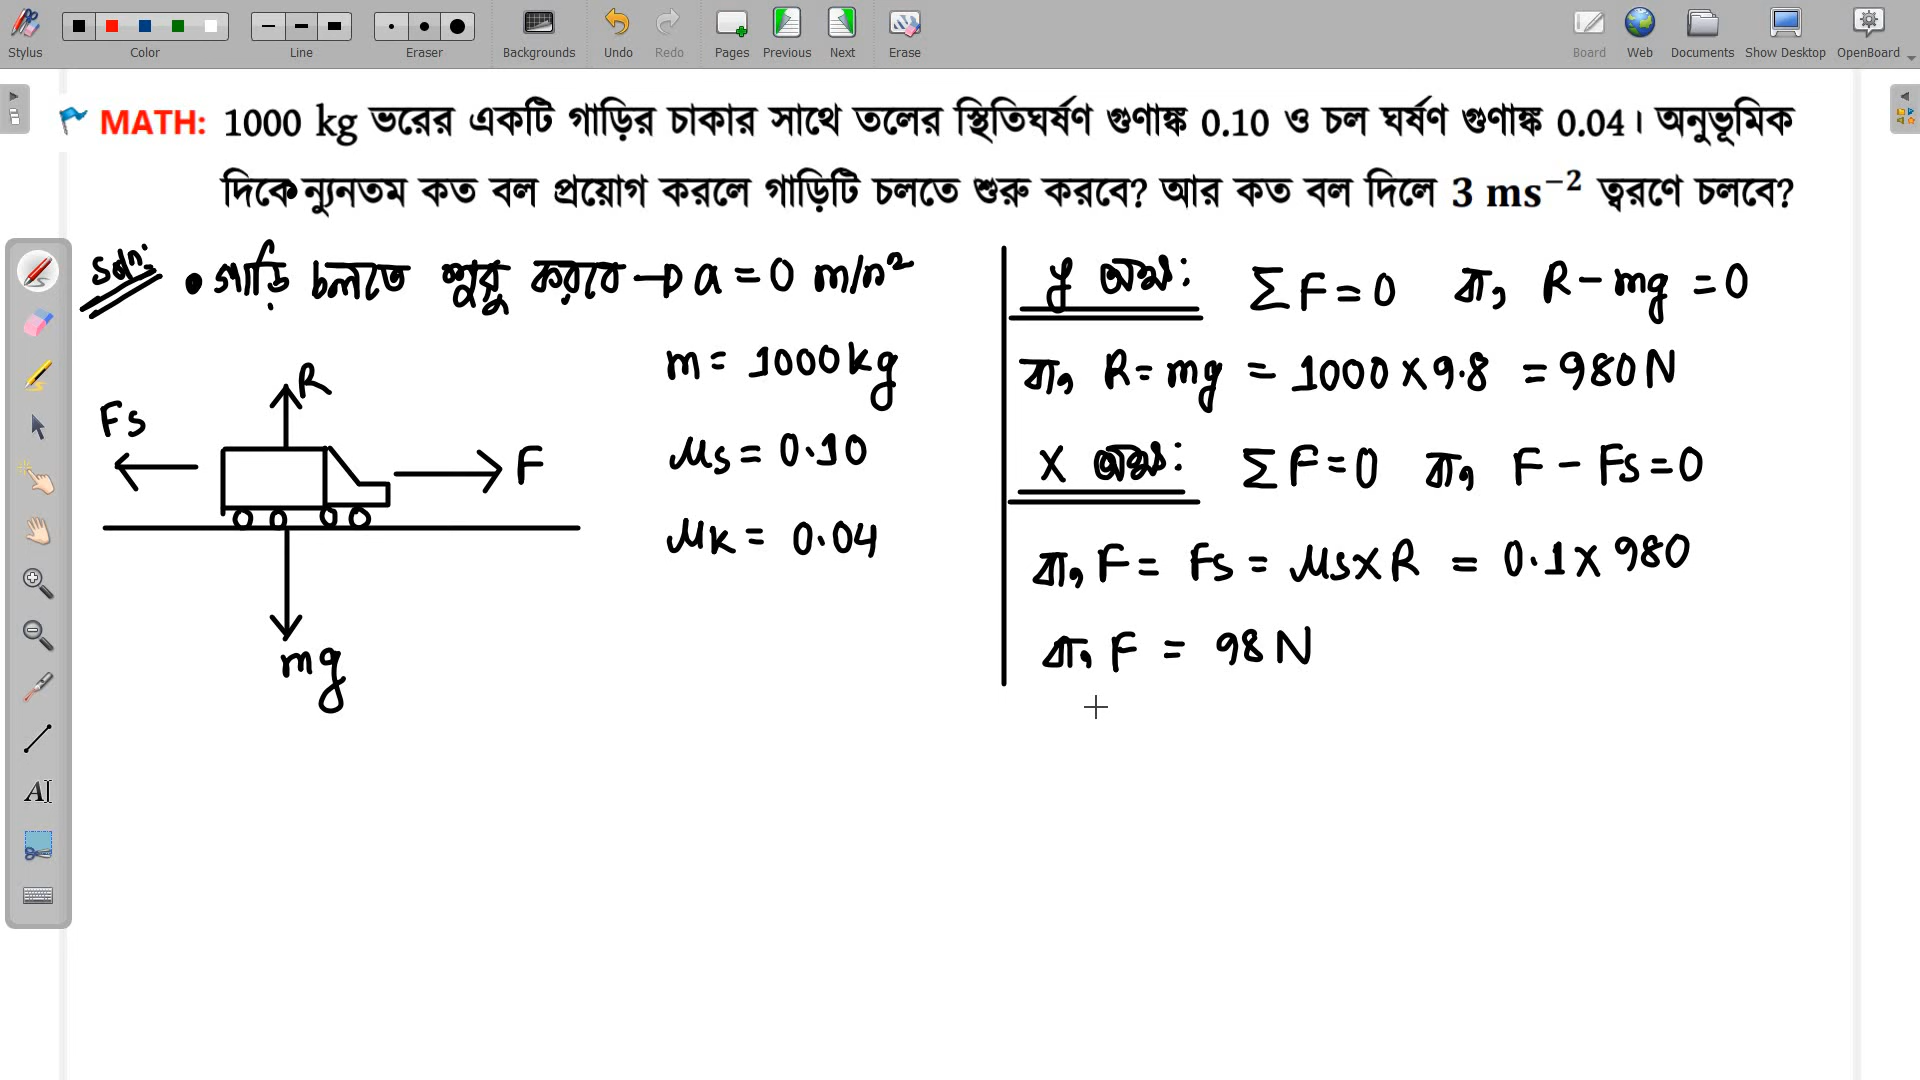 Stylus Color Line Eraser Backgrounds Undo Redo Pages Previous Next Erase Board Web Documents Show Desktop OpenBoard
MATH: 1000 kg ভরের একটি গাড়ির চাকার সাথে তলের স্থিতিঘর্ষণ গুণাঙ্ক 0.10 ও চল ঘর্ষণ গুণাঙ্ক 0.04। অনুভূমিক
দিকে ন্যুনতম কত বল প্রয়োগ করলে গাড়িটি চলতে শুরু করবে? আর কত বল দিলে 3 ms⁻² ত্বরণে চলবে?
Soln:
• গাড়ি চলতে শুরু করবে → a = 0 m/s²
m = 1000 kg
μs = 0.10
μk = 0.04
R
Fs
F
mg
y অক্ষ: ΣF = 0 বা, R - mg = 0
বা, R = mg = 1000 × 9.8 = 980 N
X অক্ষ: ΣF = 0 বা, F - Fs = 0
বা, F = Fs = μs × R = 0.1 × 980
বা, F = 98 N
AI